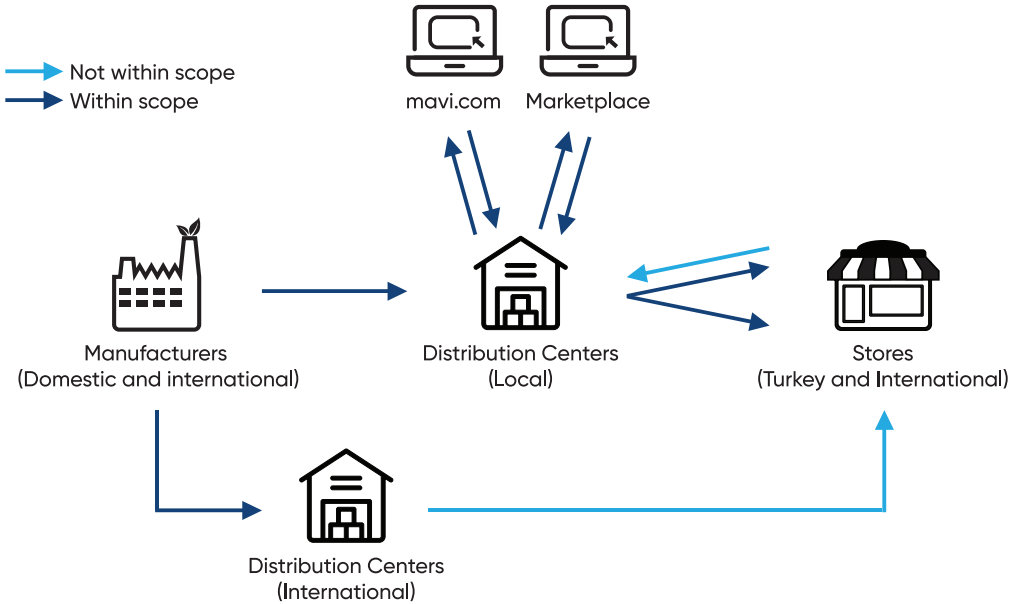 Not within scope
Within scope
mavi.com
Marketplace
Manufacturers
(Domestic and international)
Distribution Centers
(Local)
Stores
(Turkey and International)
Distribution Centers
(International)